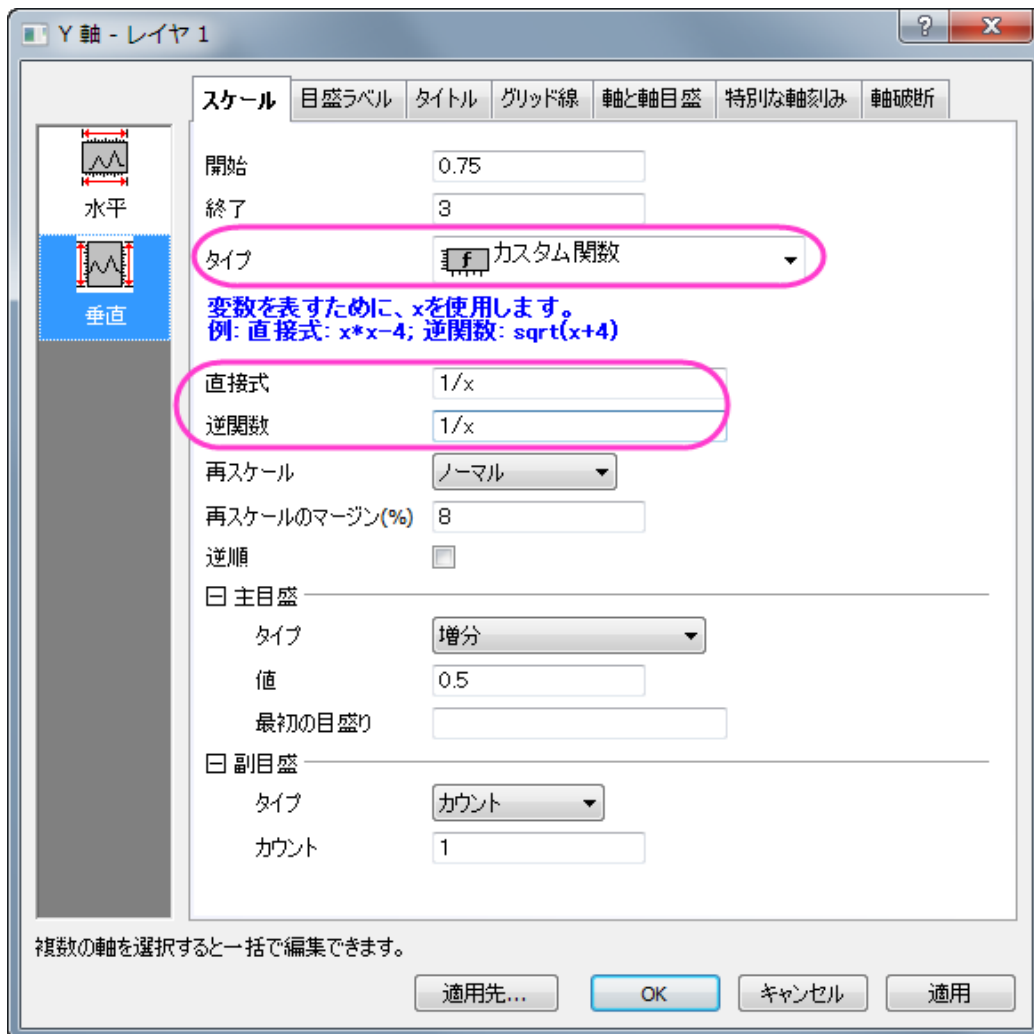 Y 軸 - レイヤ 1
スケール 目盛ラベル タイトル グリッド線 軸と軸目盛 特別な軸刻み 軸破断
水平
垂直
開始 0.75
終了 3
タイプ f カスタム関数
変数を表すために、xを使用します。
例: 直接式: x*x-4; 逆関数: sqrt(x+4)
直接式 1/x
逆関数 1/x
再スケール ノーマル
再スケールのマージン(%) 8
逆順
主目盛
タイプ 増分
値 0.5
最初の目盛り
副目盛
タイプ カウント
カウント 1
複数の軸を選択すると一括で編集できます。
適用先... OK キャンセル 適用